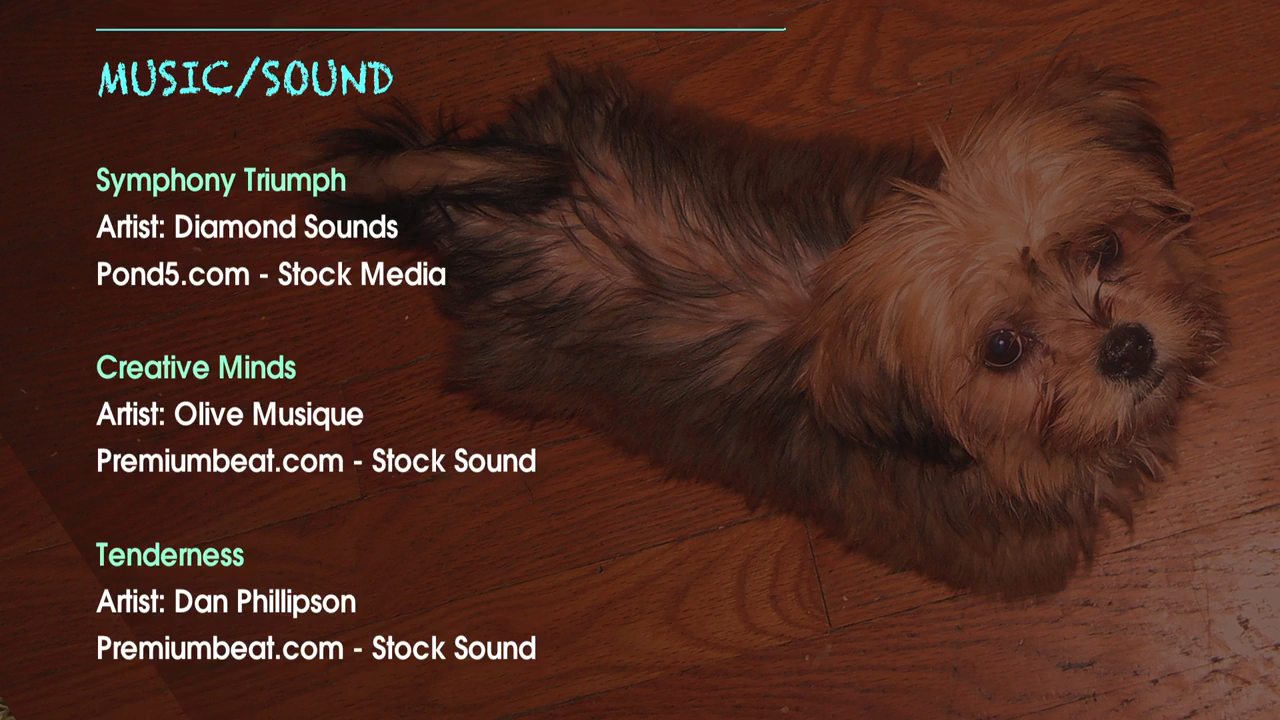 MUSIC/SOUND
Symphony Triumph
Artist: Diamond Sounds
Pond5.com - Stock Media
Creative Minds
Artist: Olive Musique
Premiumbeat.com - Stock Sound
Tenderness
Artist: Dan Phillipson
Premiumbeat.com - Stock Sound